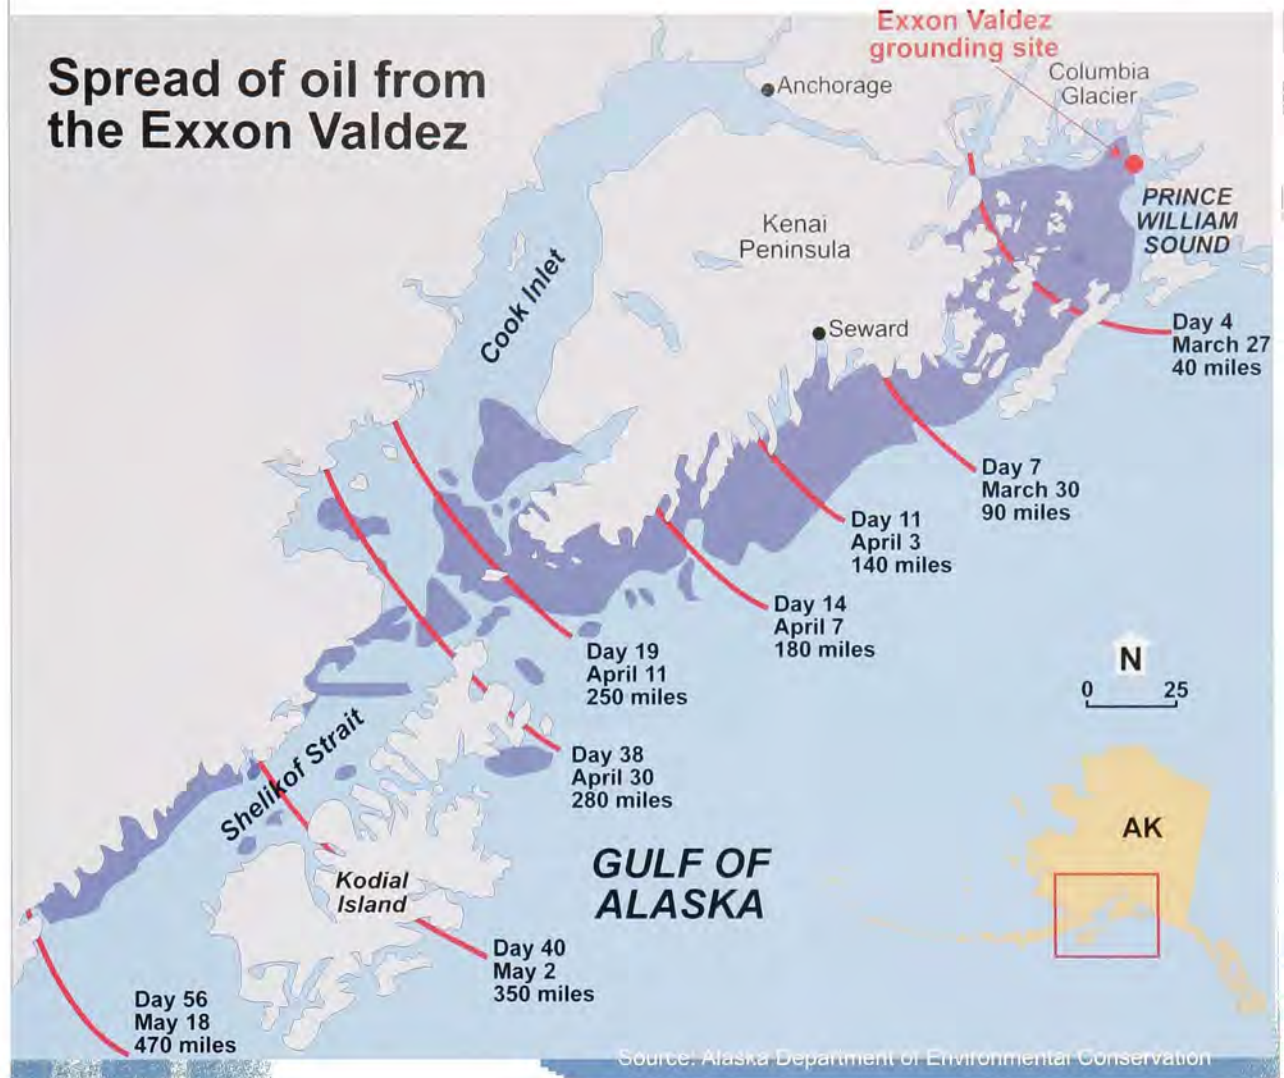 Spread of oil from
the Exxon Valdez
Exxon Valdez
grounding site
Columbia
Glacier
Anchorage
PRINCE
WILLIAM
SOUND
Kenai
Peninsula
Cook Inlet
Seward
Day 4
March 27
40 miles
Day 7
March 30
90 miles
Day 11
April 3
140 miles
Day 14
April 7
180 miles
Day 19
April 11
250 miles
N
0 25
Day 38
April 30
280 miles
Shelikof Strait
AK
GULF OF
ALASKA
Kodial
Island
Day 40
May 2
350 miles
Day 56
May 18
470 miles
Source: Alaska Department of Environmental Conservation